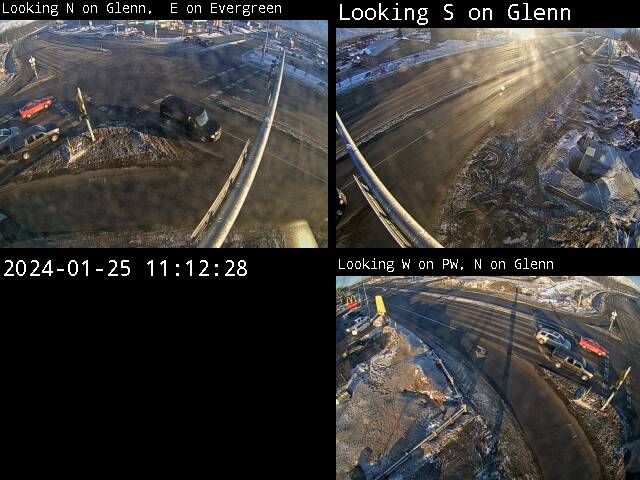 Looking N on Glenn,  E on Evergreen
Looking S on Glenn
2024-01-25 11:12:28
Looking W on PW, N on Glenn